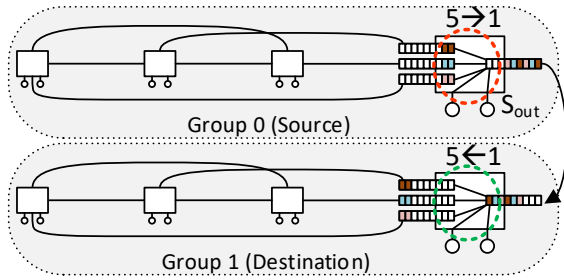 5→1
S_out
Group 0 (Source)
5←1
Group 1 (Destination)